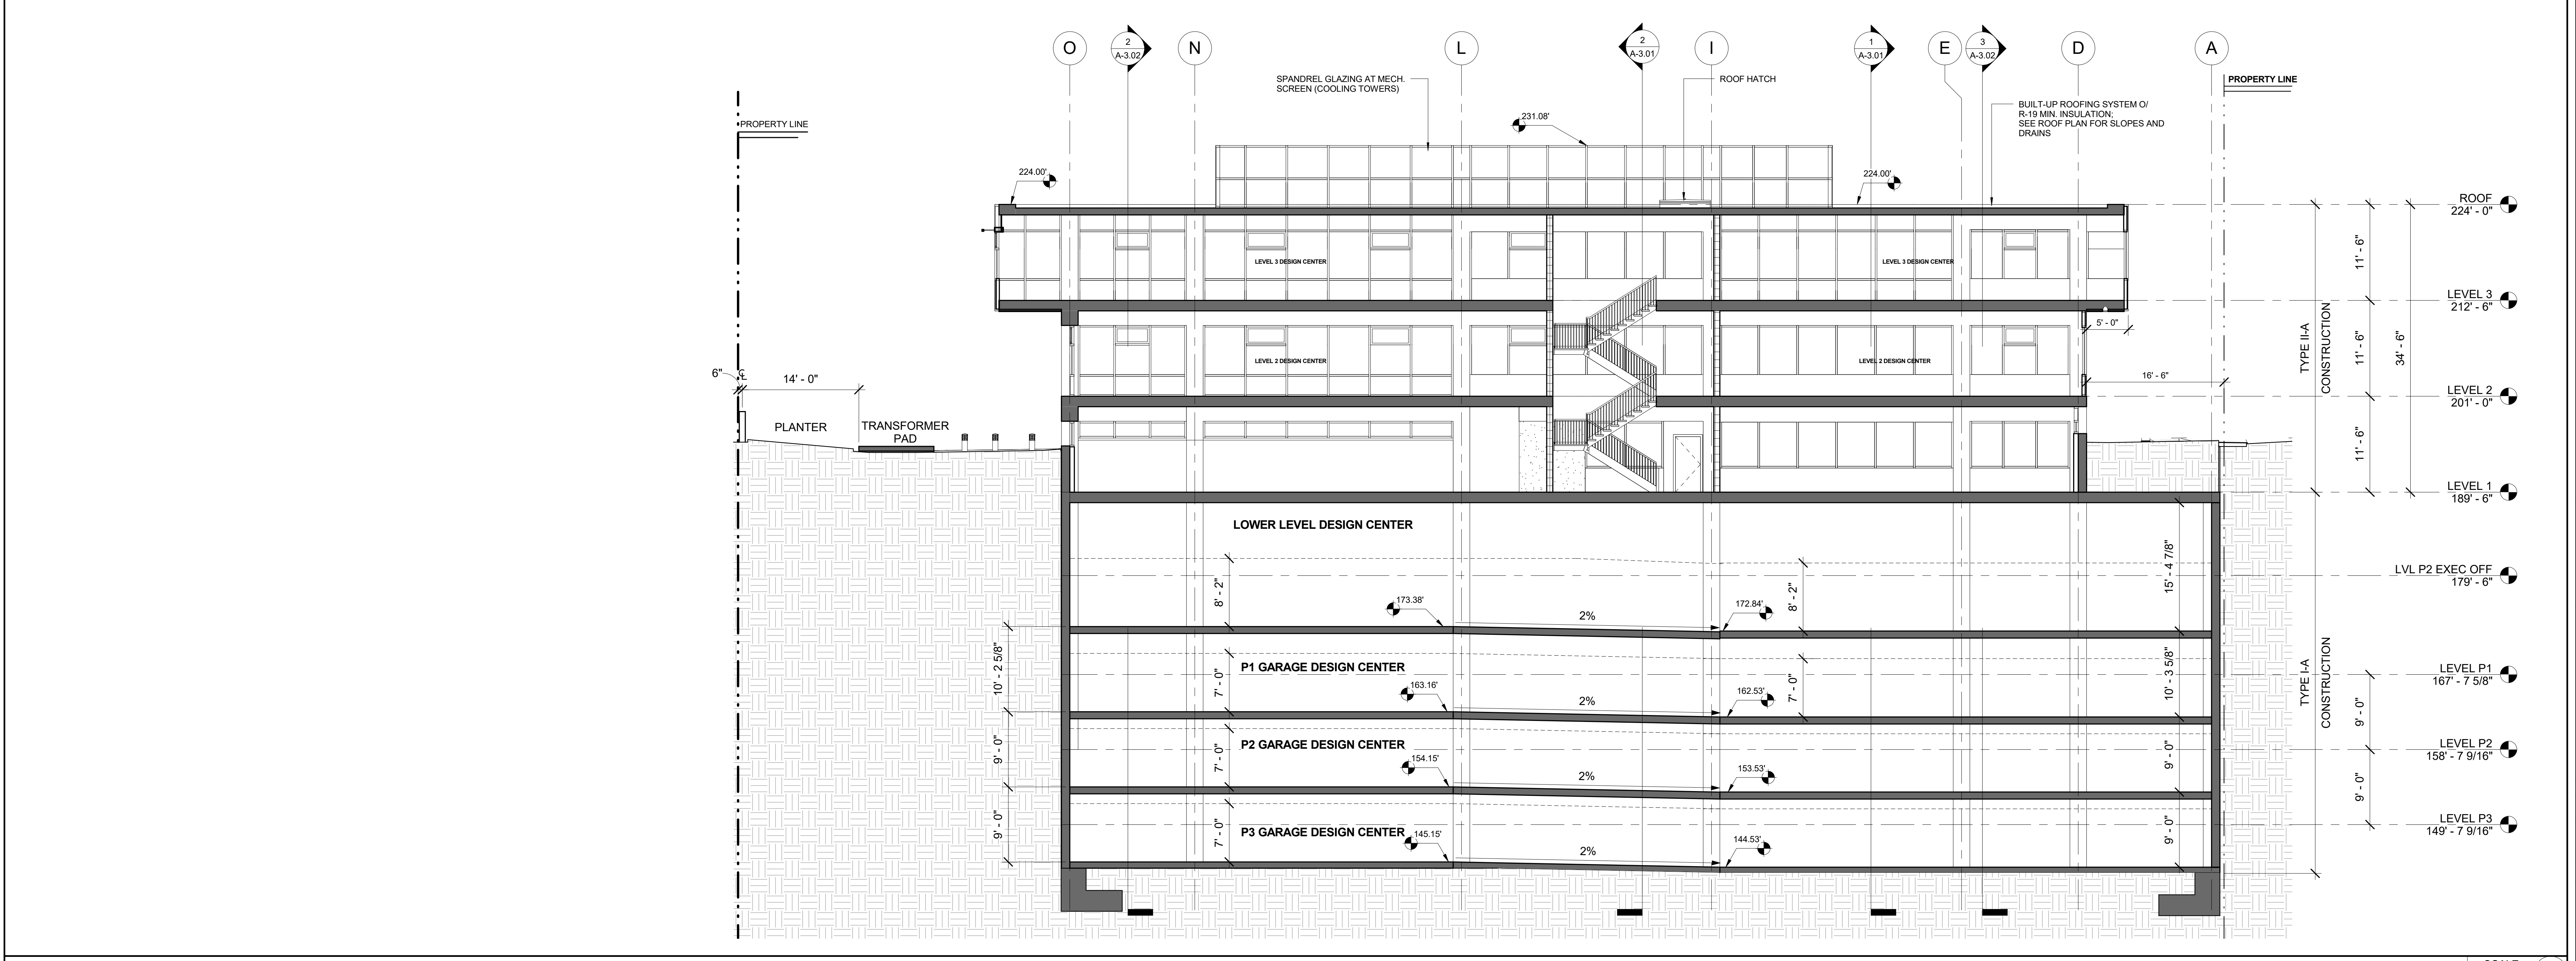 O
2
A-3.02
N
L
2
A-3.01
I
1
A-3.01
E
3
A-3.02
D
A
SPANDREL GLAZING AT MECH.
SCREEN (COOLING TOWERS)
ROOF HATCH
PROPERTY LINE
BUILT-UP ROOFING SYSTEM O/
R-19 MIN. INSULATION;
SEE ROOF PLAN FOR SLOPES AND
DRAINS
PROPERTY LINE
231.08'
224.00'
224.00'
ROOF
224' - 0"
11' - 6"
LEVEL 3 DESIGN CENTER
LEVEL 3 DESIGN CENTER
LEVEL 3
212' - 6"
5' - 0"
TYPE II-A
CONSTRUCTION
11' - 6"
34' - 6"
LEVEL 2 DESIGN CENTER
LEVEL 2 DESIGN CENTER
6"
CL
14' - 0"
16' - 6"
LEVEL 2
201' - 0"
PLANTER
TRANSFORMER
PAD
11' - 6"
LEVEL 1
189' - 6"
LOWER LEVEL DESIGN CENTER
15' - 4 7/8"
LVL P2 EXEC OFF
179' - 6"
8' - 2"
8' - 2"
173.38'
2%
172.84'
10' - 2 5/8"
P1 GARAGE DESIGN CENTER
7' - 0"
7' - 0"
10' - 3 5/8"
TYPE I-A
CONSTRUCTION
LEVEL P1
167' - 7 5/8"
163.16'
2%
162.53'
9' - 0"
9' - 0"
P2 GARAGE DESIGN CENTER
7' - 0"
9' - 0"
LEVEL P2
158' - 7 9/16"
154.15'
2%
153.53'
9' - 0"
9' - 0"
P3 GARAGE DESIGN CENTER
7' - 0"
9' - 0"
LEVEL P3
149' - 7 9/16"
145.15'
2%
144.53'